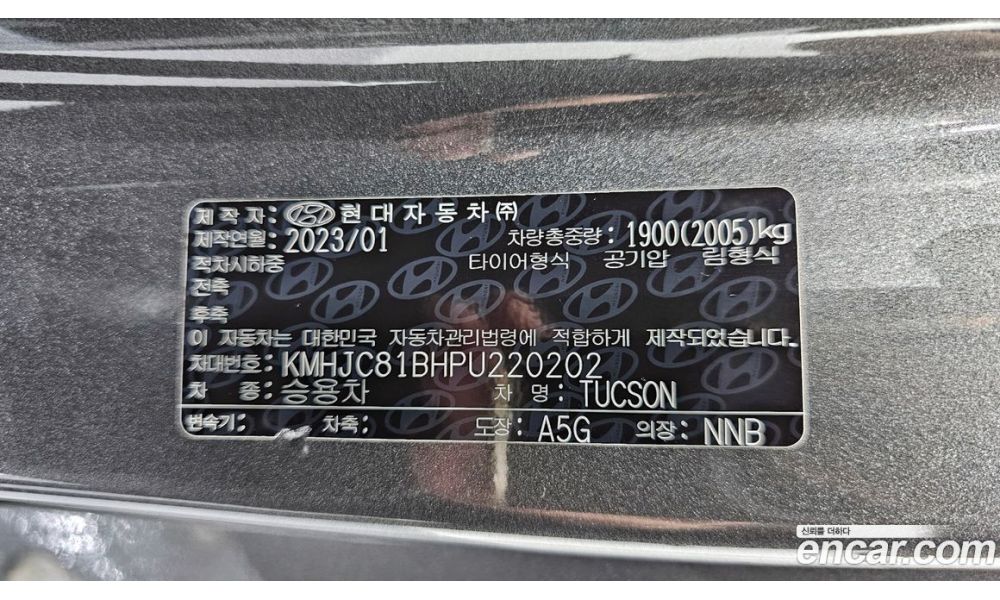 제작자: 현대자동차㈜
제작연월: 2023/01 차량총중량: 1900(2005)kg
적차시하중 타이어형식 공기압 림형식
전축
후축
이 자동차는 대한민국 자동차관리법령에 적합하게 제작되었습니다.
차대번호: KMHJC81BHPU220202
차 종: 승용차 차 명: TUCSON
변속기: 차축: 도장: A5G 의장: NNB
신뢰를 더하다
encar.com